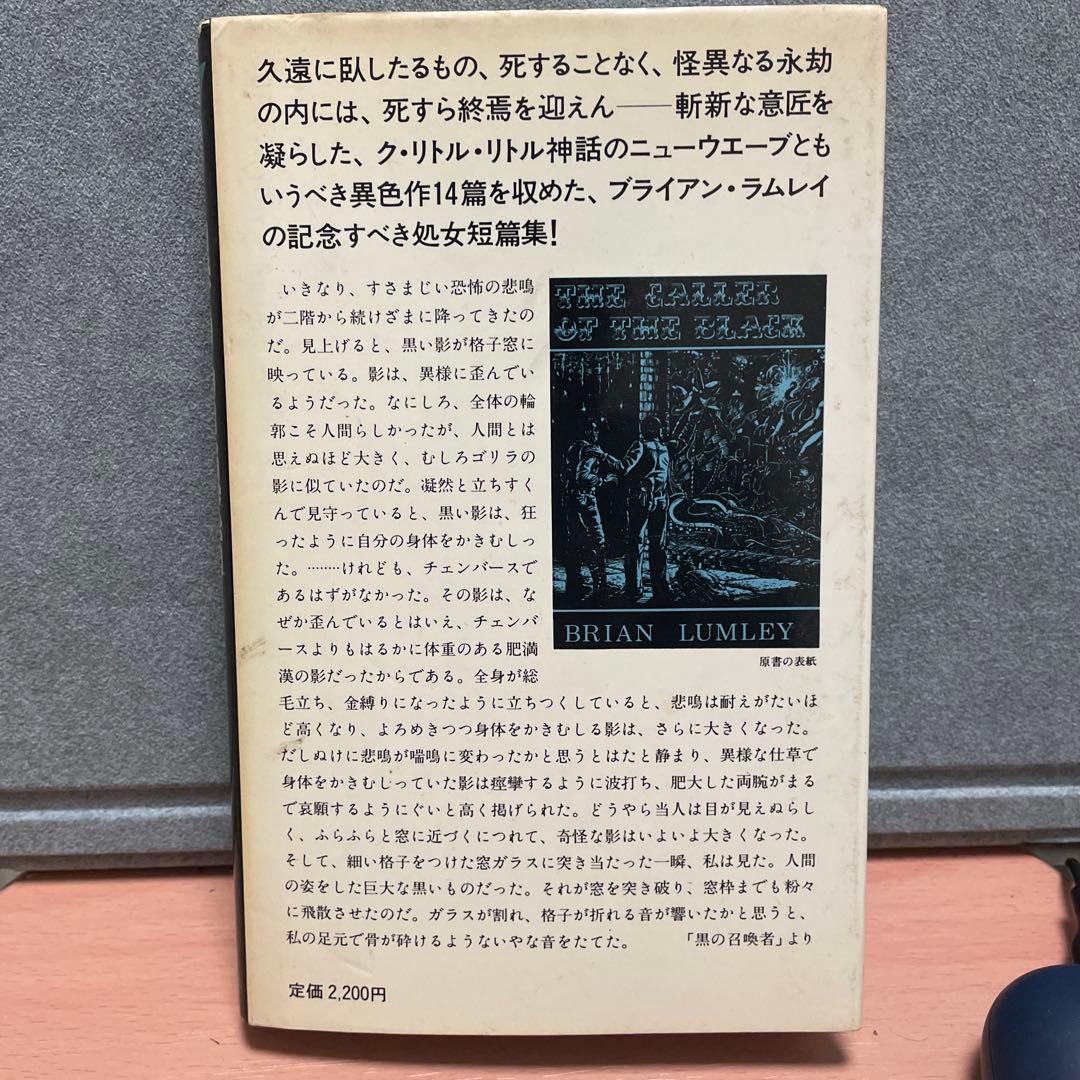 久遠に臥したるもの、死することなく、怪異なる永劫
の内には、死すら終焉を迎えん――斬新な意匠を
凝らした、ク・リトル・リトル神話のニューウエーブとも
いうべき異色作14篇を収めた、ブライアン・ラムレイ
の記念すべき処女短篇集!
いきなり、すさまじい恐怖の悲鳴
が二階から続けざまに降ってきたの
だ。見上げると、黒い影が格子窓に
映っている。影は、異様に歪んでい
るようだった。なにしろ、全体の輪
郭こそ人間らしかったが、人間とは
思えぬほど大きく、むしろゴリラの
影に似ていたのだ。凝然と立ちすく
んで見守っていると、黒い影は、狂
ったように自分の身体をかきむしっ
た。………けれども、チェンバースで
あるはずがなかった。その影は、な
ぜか歪んでいるとはいえ、チェンバ
ースよりもはるかに体重のある肥満
漢の影だったからである。全身が総
毛立ち、金縛りになったように立ちつくしていると、悲鳴は耐えがたいほ
ど高くなり、よろめきつつ身体をかきむしる影は、さらに大きくなった。
だしぬけに悲鳴が喘鳴に変わったかと思うとはたと静まり、異様な仕草で
身体をかきむしっていた影は痙攣するように波打ち、肥大した両腕がまる
で哀願するようにぐいと高く掲げられた。どうやら当人は目が見えぬらし
く、ふらふらと窓に近づくにつれて、奇怪な影はいよいよ大きくなった。
そして、細い格子をつけた窓ガラスに突き当たった一瞬、私は見た。人間
の姿をした巨大な黒いものだった。それが窓を突き破り、窓枠までも粉々
に飛散させたのだ。ガラスが割れ、格子が折れる音が響いたかと思うと、
私の足元で骨が砕けるようないやな音をたてた。 「黒の召喚者」より
THE CALLER
OF THE BLACK
BRIAN LUMLEY
原書の表紙
定価2,200円